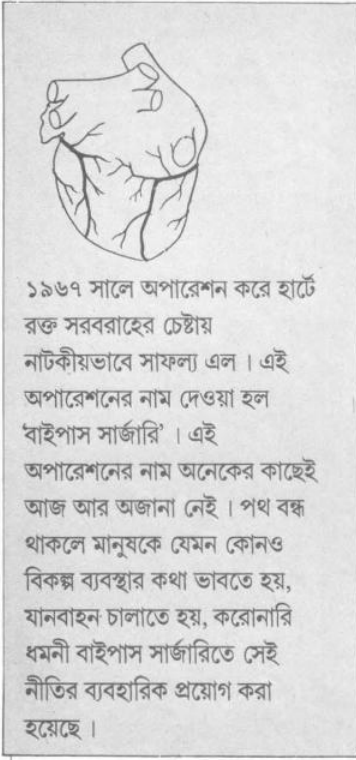 ১৯৬৭ সালে অপারেশন করে হার্টে
রক্ত সরবরাহের চেষ্টায়
নাটকীয়ভাবে সাফল্য এল । এই
অপারেশনের নাম দেওয়া হল
'বাইপাস সার্জারি' । এই
অপারেশনের নাম অনেকের কাছেই
আজ আর অজানা নেই । পথ বন্ধ
থাকলে মানুষকে যেমন কোনও
বিকল্প ব্যবস্থার কথা ভাবতে হয়,
যানবাহন চালাতে হয়, করোনারি
ধমনী বাইপাস সার্জারিতে সেই
নীতির ব্যবহারিক প্রয়োগ করা
হয়েছে ।